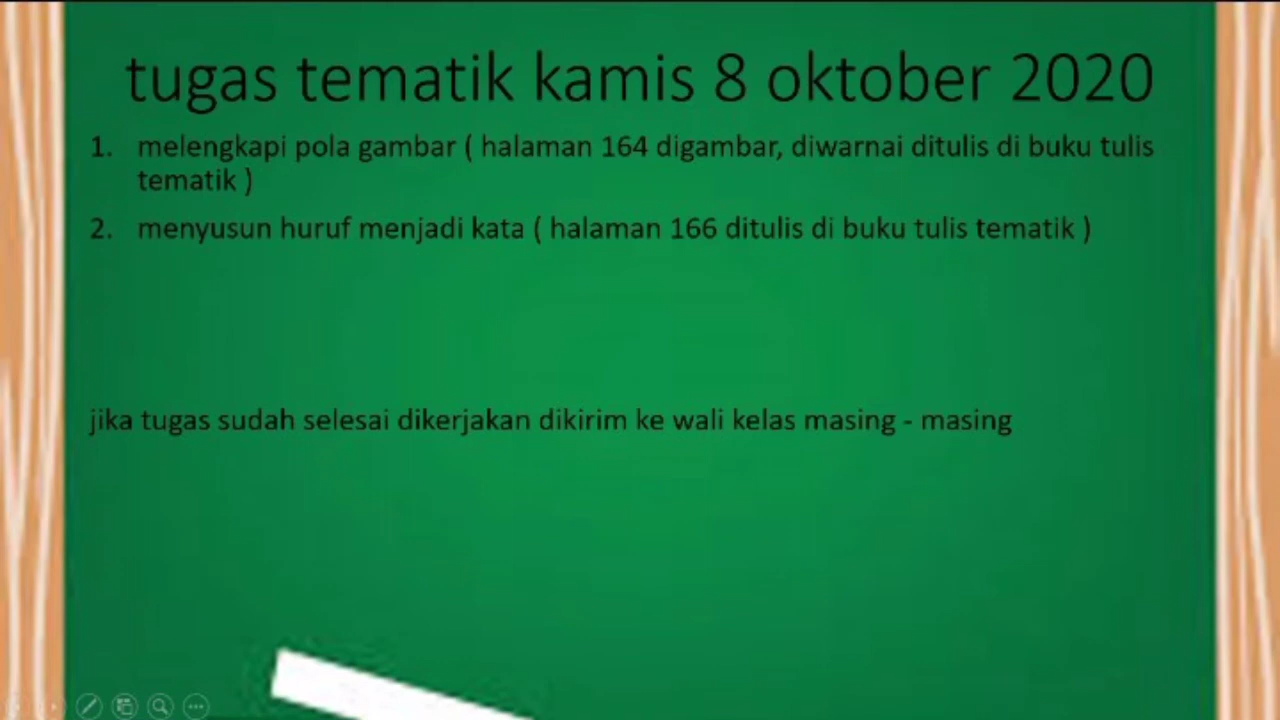 tugas tematik kamis 8 oktober 2020
1. melengkapi pola gambar ( halaman 164 digambar, diwarnai ditulis di buku tulis
tematik )
2. menyusun huruf menjadi kata ( halaman 166 ditulis di buku tulis tematik )
jika tugas sudah selesai dikerjakan dikirim ke wali kelas masing - masing